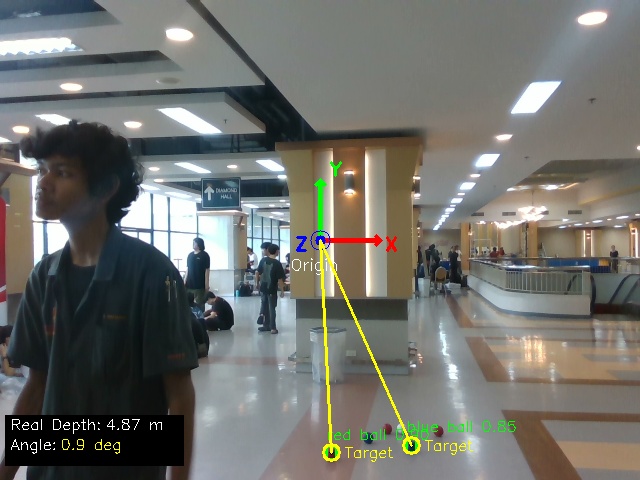 DIAMOND
HALL
Y
Z
X
Origin
ed ball
blue ball 0.85
Target
Target
Real Depth: 4.87 m
Angle: 0.9 deg